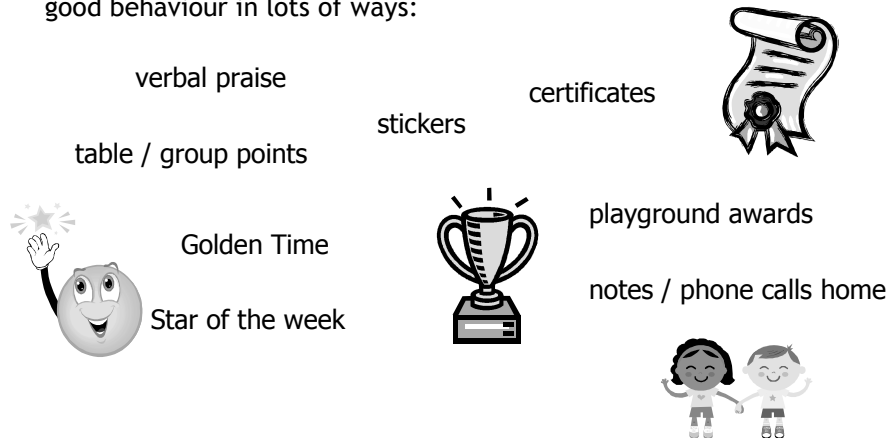 good behaviour in lots of ways:
verbal praise
certificates
stickers
table / group points
playground awards
Golden Time
notes / phone calls home
Star of the week